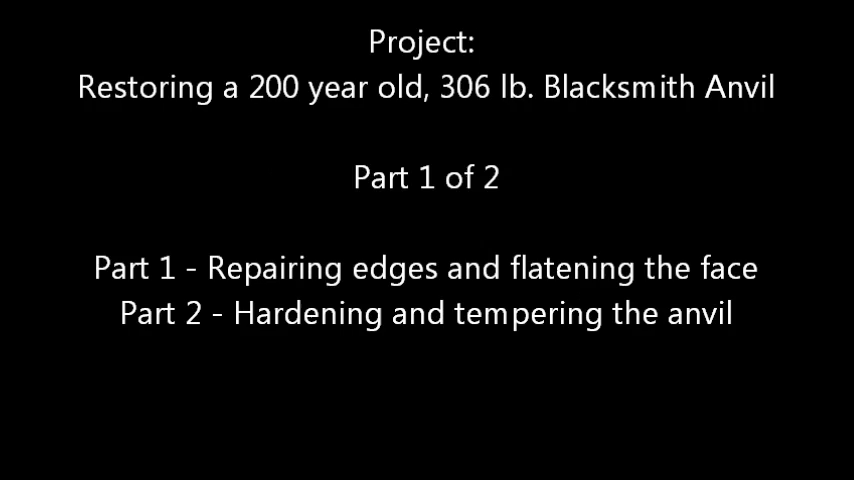 Project:
Restoring a 200 year old, 306 lb. Blacksmith Anvil
Part 1 of 2
Part 1 - Repairing edges and flatening the face
Part 2 - Hardening and tempering the anvil